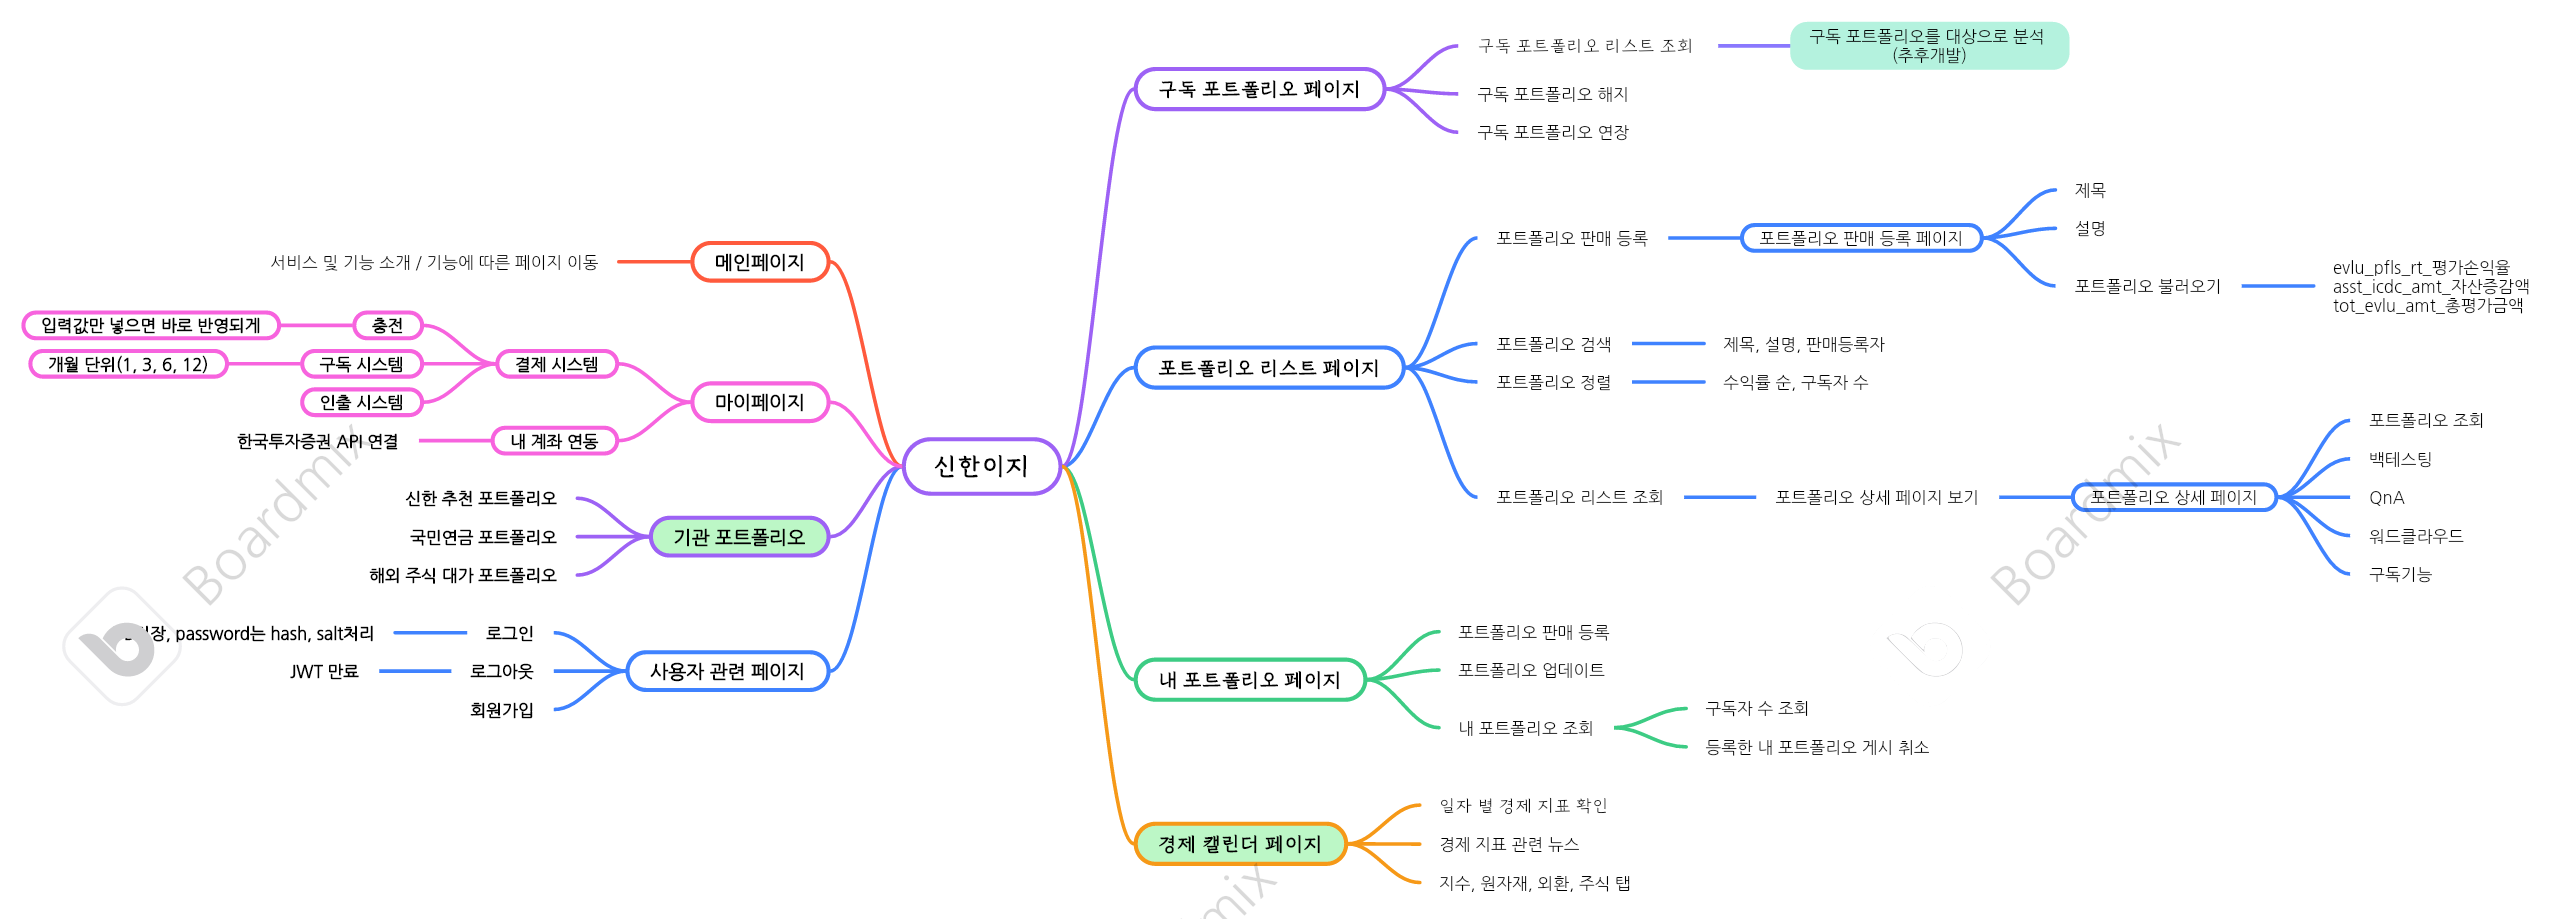 신한이지
메인페이지
서비스 및 기능 소개 / 기능에 따른 페이지 이동
마이페이지
결제 시스템
충전
입력값만 넣으면 바로 반영되게
구독 시스템
개월 단위(1, 3, 6, 12)
인출 시스템
내 계좌 연동
한국투자증권 API 연결
기관 포트폴리오
신한 추천 포트폴리오
국민연금 포트폴리오
해외 주식 대가 포트폴리오
사용자 관련 페이지
로그인
password는 hash, salt처리
로그아웃
JWT 만료
회원가입
구독 포트폴리오 페이지
구독 포트폴리오 리스트 조회
구독 포트폴리오를 대상으로 분석
(추후개발)
구독 포트폴리오 해지
구독 포트폴리오 연장
포트폴리오 리스트 페이지
포트폴리오 판매 등록
포트폴리오 판매 등록 페이지
제목
설명
포트폴리오 불러오기
evlu_pfls_rt_평가손익율
asst_icdc_amt_자산증감액
tot_evlu_amt_총평가금액
포트폴리오 검색
제목, 설명, 판매등록자
포트폴리오 정렬
수익률 순, 구독자 수
포트폴리오 리스트 조회
포트폴리오 상세 페이지 보기
포트폴리오 상세 페이지
포트폴리오 조회
백테스팅
QnA
워드클라우드
구독기능
내 포트폴리오 페이지
포트폴리오 판매 등록
포트폴리오 업데이트
내 포트폴리오 조회
구독자 수 조회
등록한 내 포트폴리오 게시 취소
경제 캘린더 페이지
일자 별 경제 지표 확인
경제 지표 관련 뉴스
지수, 원자재, 외환, 주식 탭
Boardmix
Boardmix